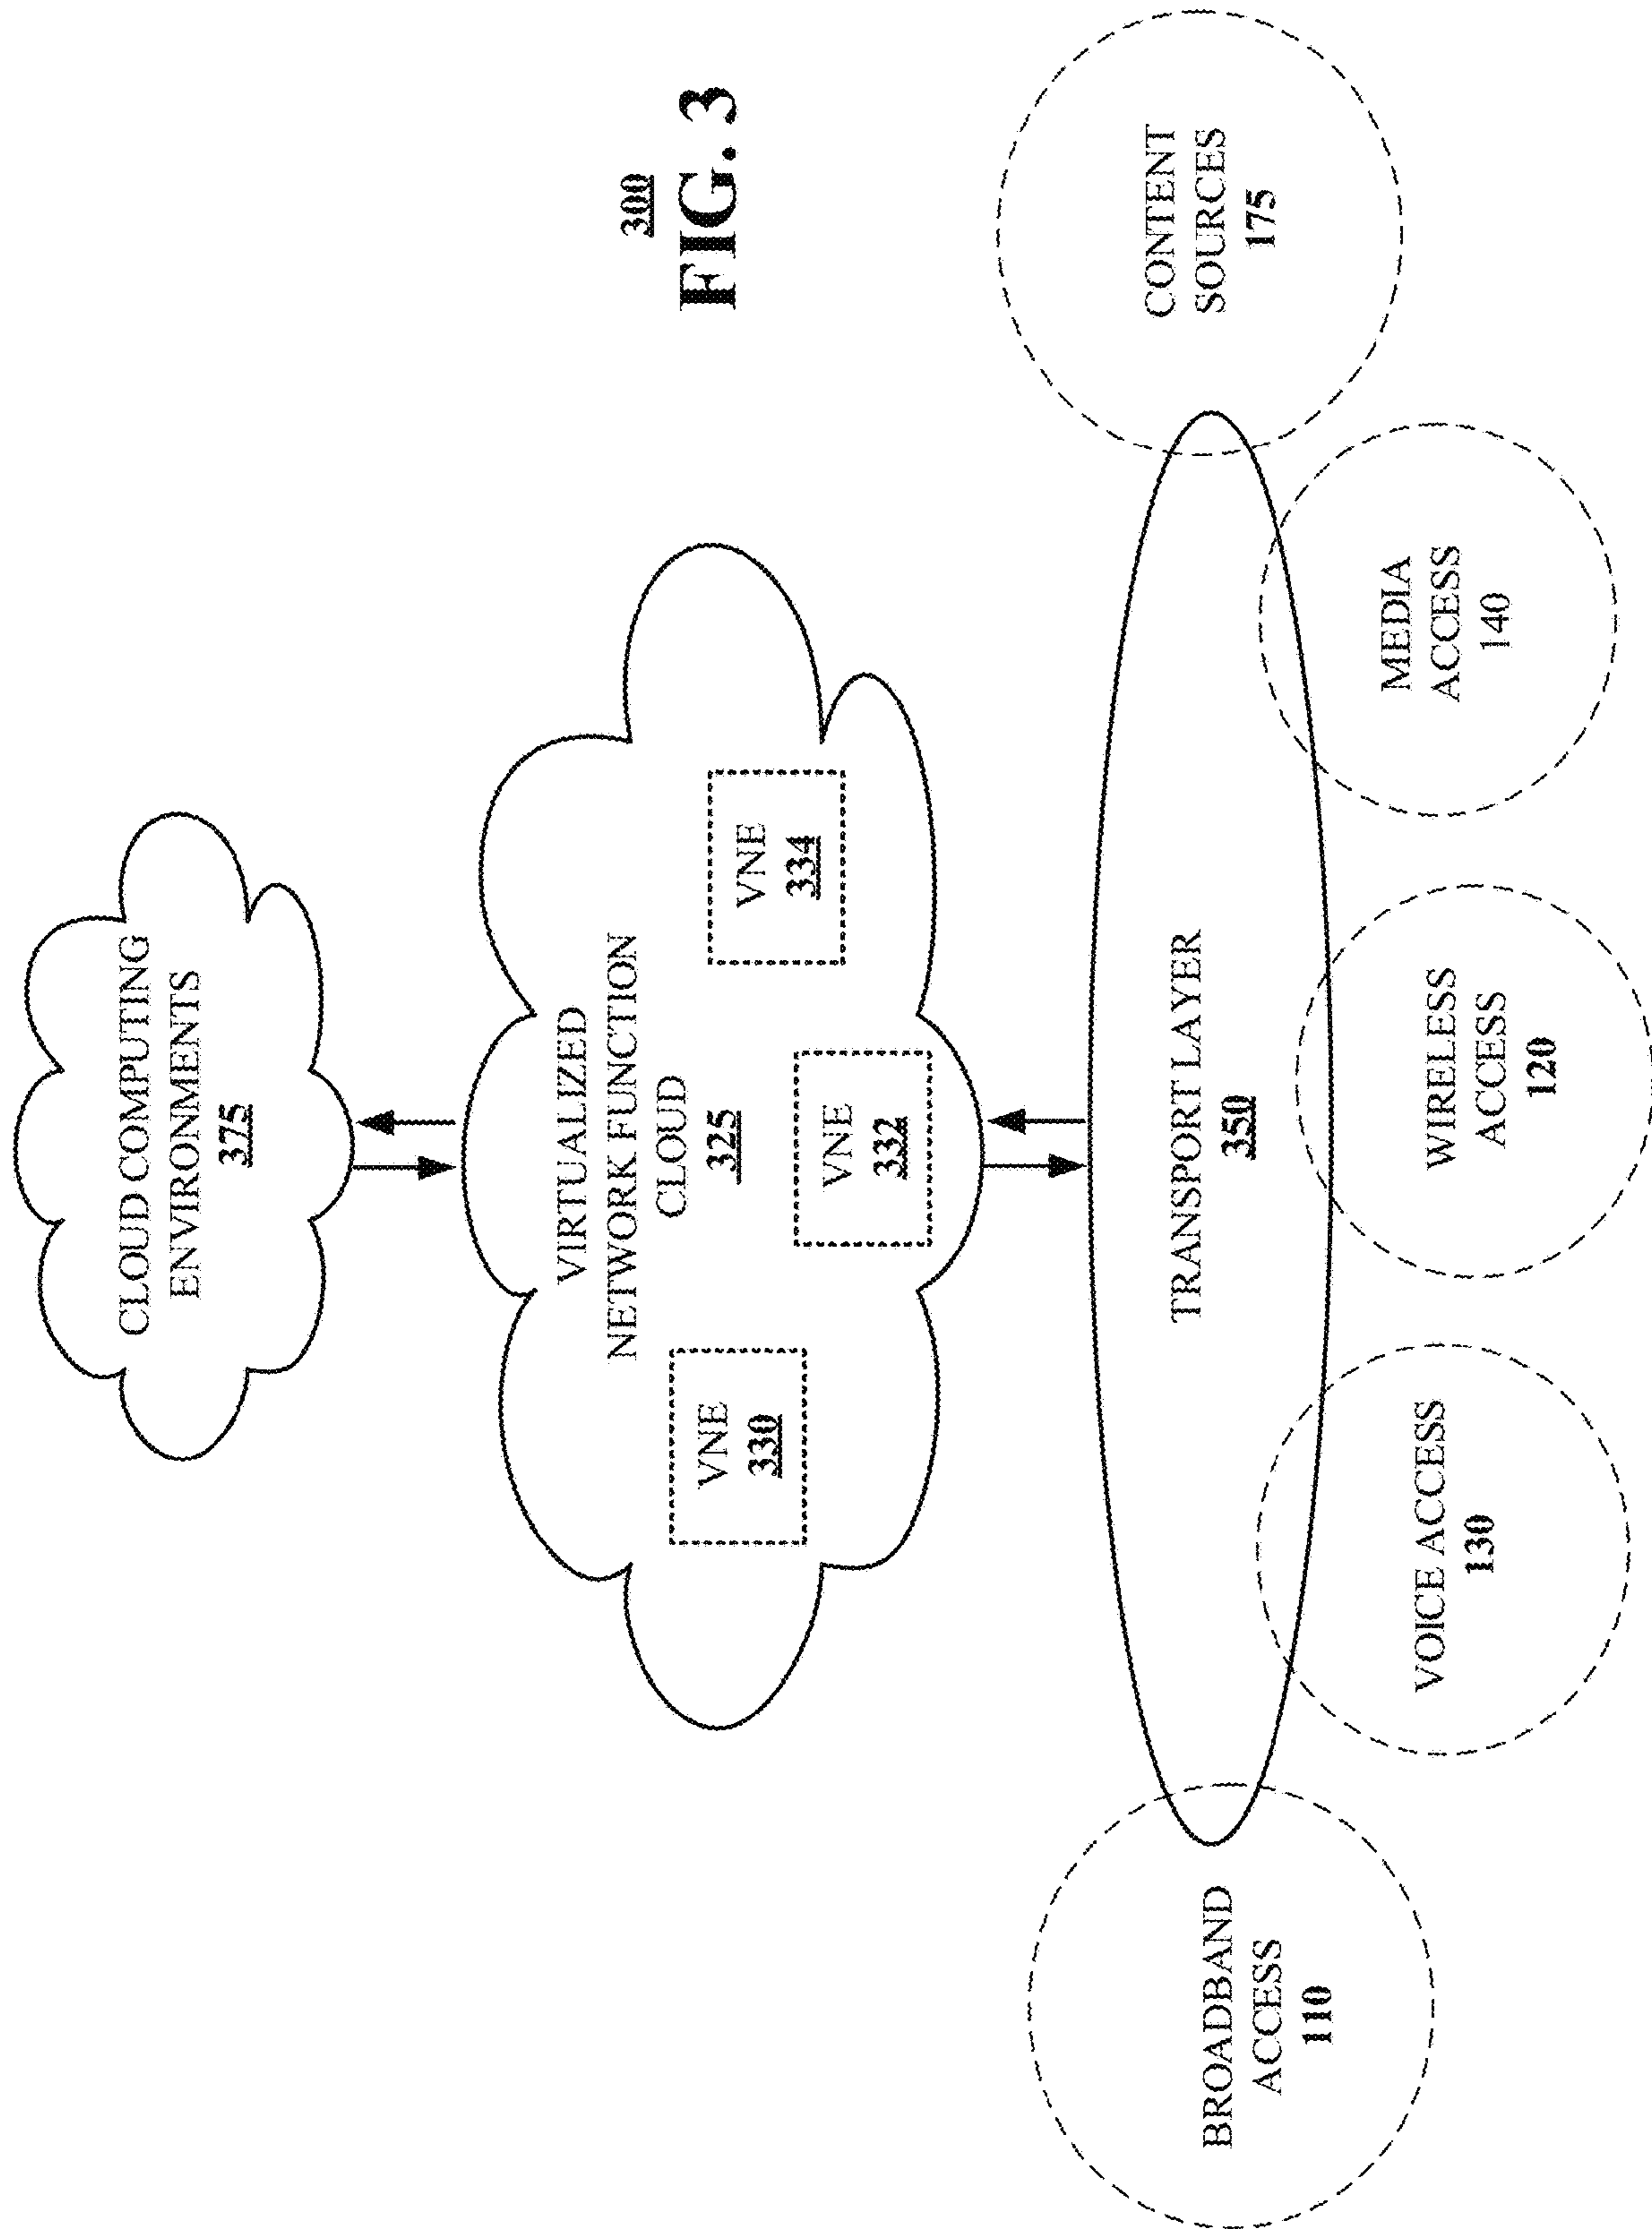 CLOUD COMPUTING
ENVIRONMENTS
375
VIRTUALIZED
NETWORK FUNCTION
CLOUD
325
VNE
330
VNE
332
VNE
334
300
FIG. 3
TRANSPORT LAYER
350
BROADBAND
ACCESS
110
VOICE ACCESS
130
WIRELESS
ACCESS
120
MEDIA
ACCESS
140
CONTENT
SOURCES
175